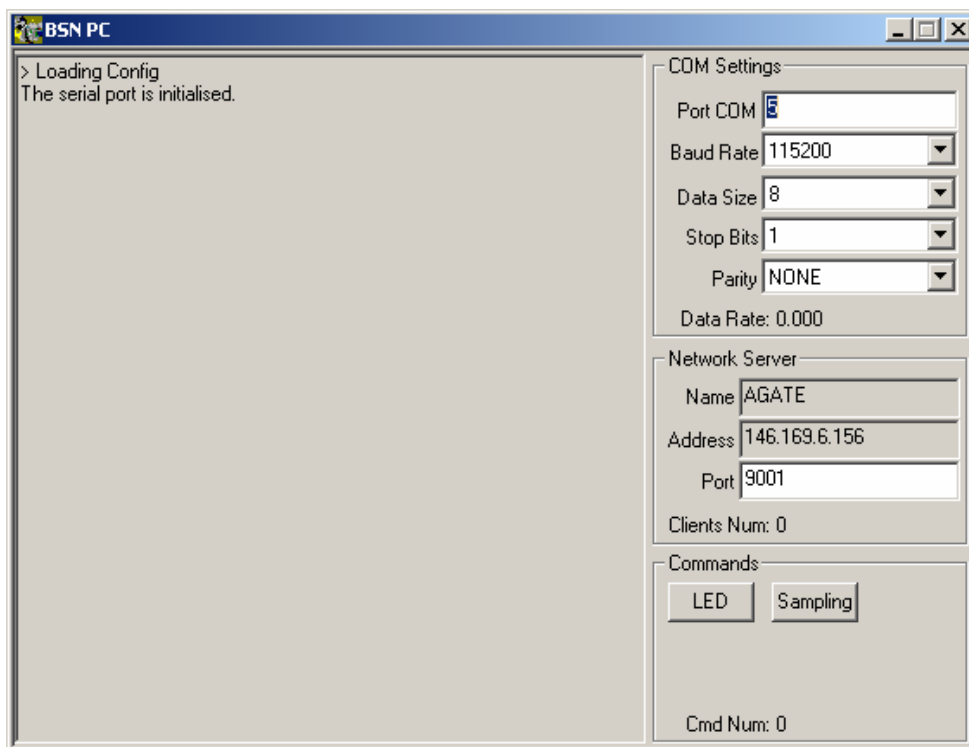 BSN PC
> Loading Config
The serial port is initialised.
COM Settings
Port COM 5
Baud Rate 115200
Data Size 8
Stop Bits 1
Parity NONE
Data Rate: 0.000
Network Server
Name AGATE
Address 146.169.6.156
Port 9001
Clients Num: 0
Commands
LED Sampling
Cmd Num: 0